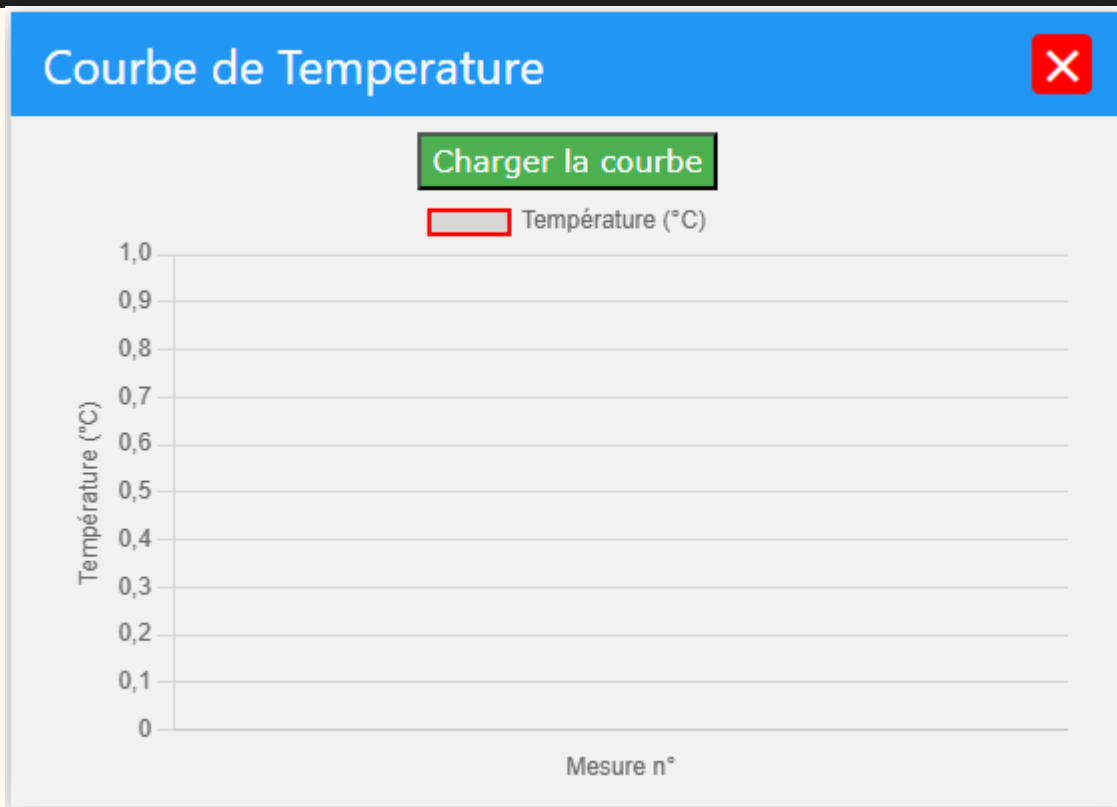 Courbe de Temperature
Charger la courbe
Température (°C)
1,0
0,9
0,8
0,7
0,6
0,5
0,4
0,3
0,2
0,1
0
Température (°C)
Mesure n°